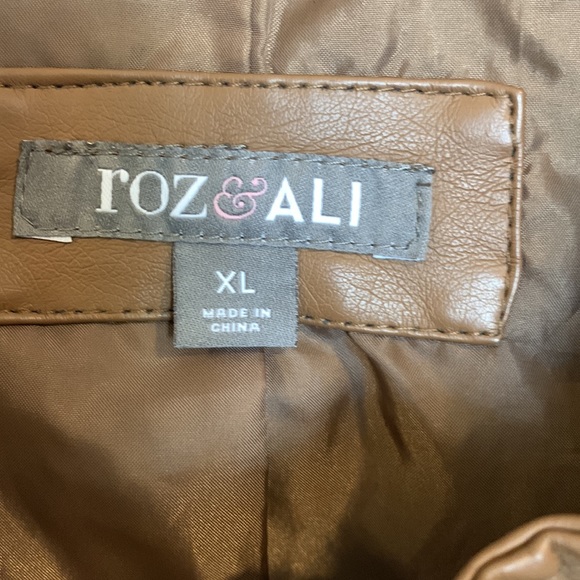 roz & ALI
XL
MADE IN
CHINA